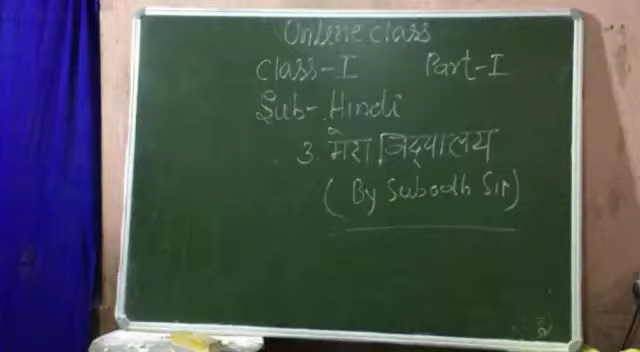 Online class
Class-I Part-I
Sub- Hindi
3. मेरा विद्यालय
(By Subodh Sir)